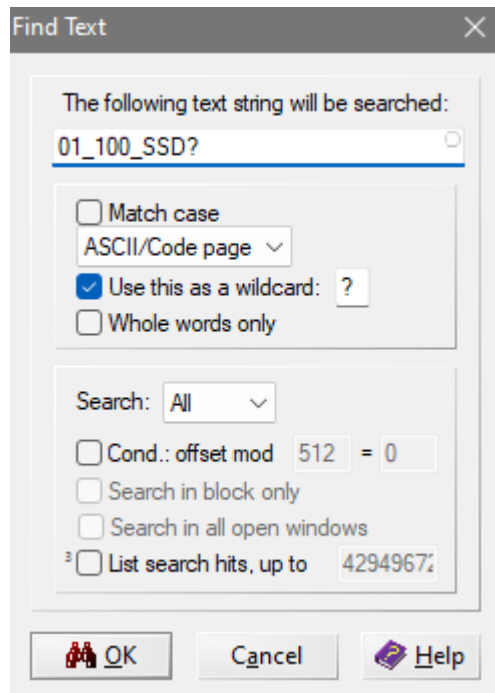 Find Text
The following text string will be searched:
01_100_SSD?
Match case
ASCII/Code page
Use this as a wildcard: ?
Whole words only
Search: All
Cond.: offset mod 512 = 0
Search in block only
Search in all open windows
3 List search hits, up to 42949672
OK Cancel Help